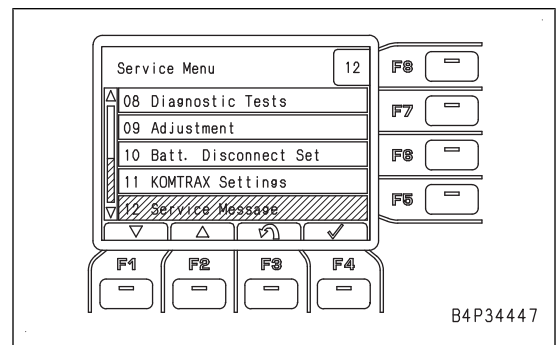 Service Menu 12
08 Diagnostic Tests
09 Adjustment
10 Batt. Disconnect Set
11 KOMTRAX Settings
12 Service Message
F8
F7
F6
F5
F1 F2 F3 F4
B4P34447